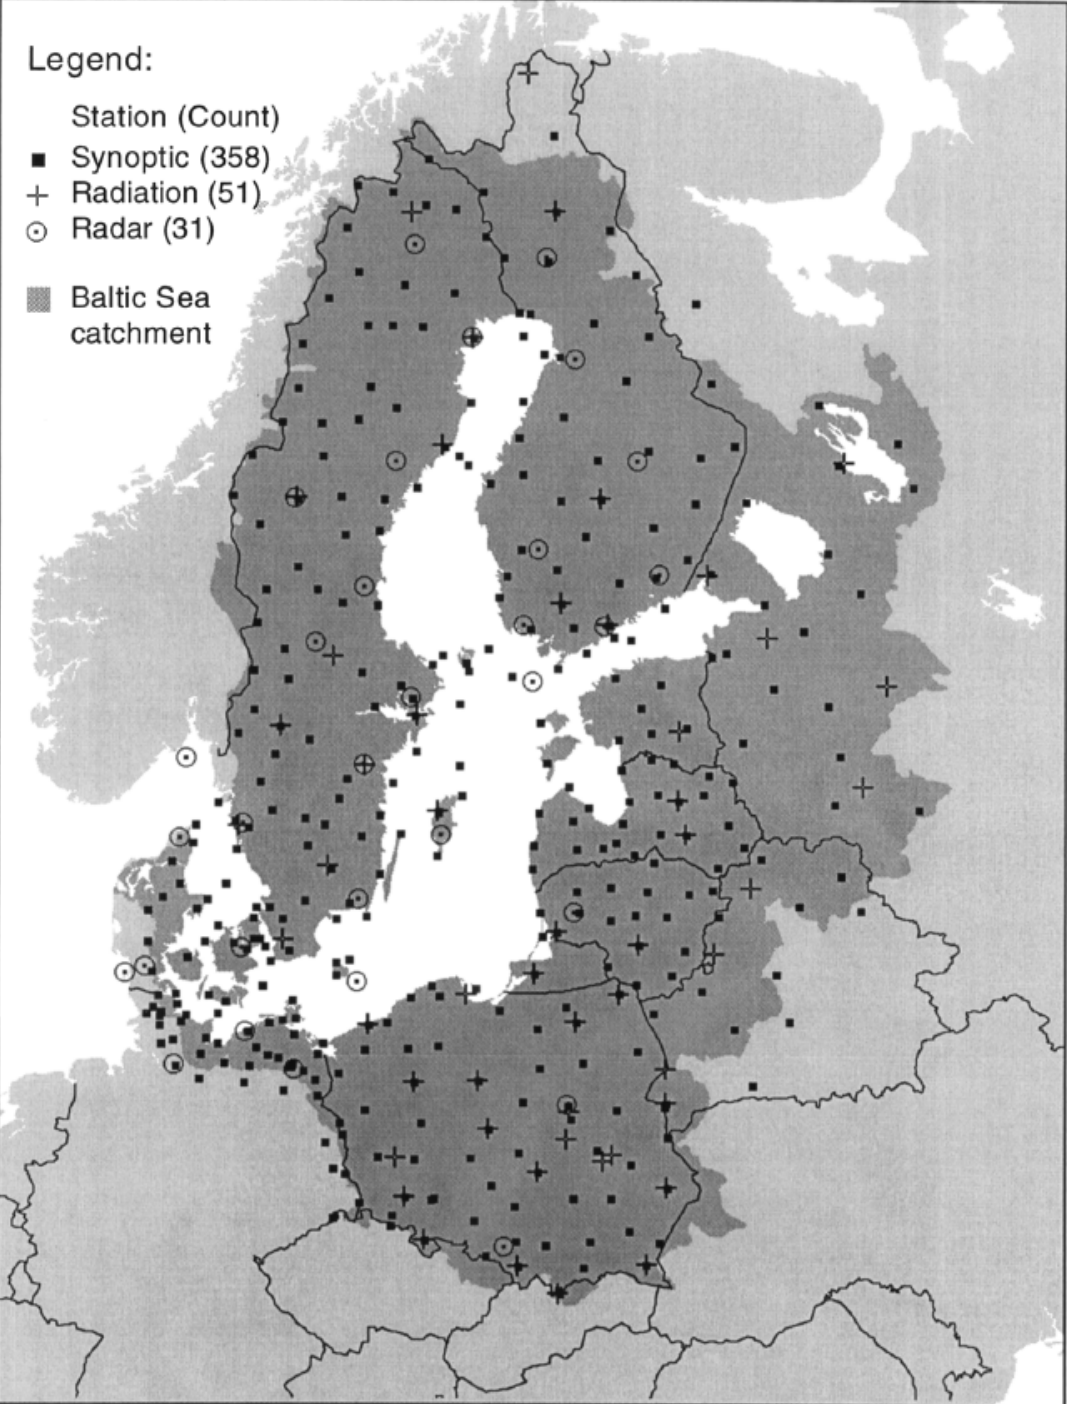 Legend:
Station (Count)
Synoptic (358)
Radiation (51)
Radar (31)
Baltic Sea
catchment